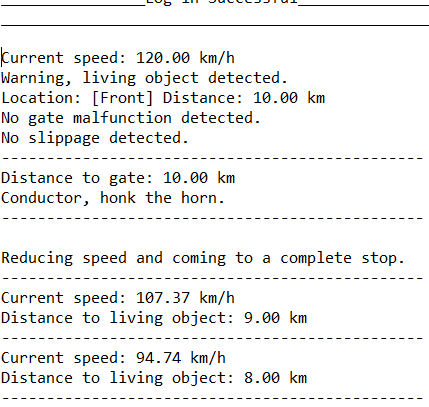 ____________________Log in Successful____________________
_________________________________________________________
Current speed: 120.00 km/h
Warning, living object detected.
Location: [Front] Distance: 10.00 km
No gate malfunction detected.
No slippage detected.
----------------------------------------------
Distance to gate: 10.00 km
Conductor, honk the horn.
----------------------------------------------
Reducing speed and coming to a complete stop.
----------------------------------------------
Current speed: 107.37 km/h
Distance to living object: 9.00 km
----------------------------------------------
Current speed: 94.74 km/h
Distance to living object: 8.00 km
----------------------------------------------